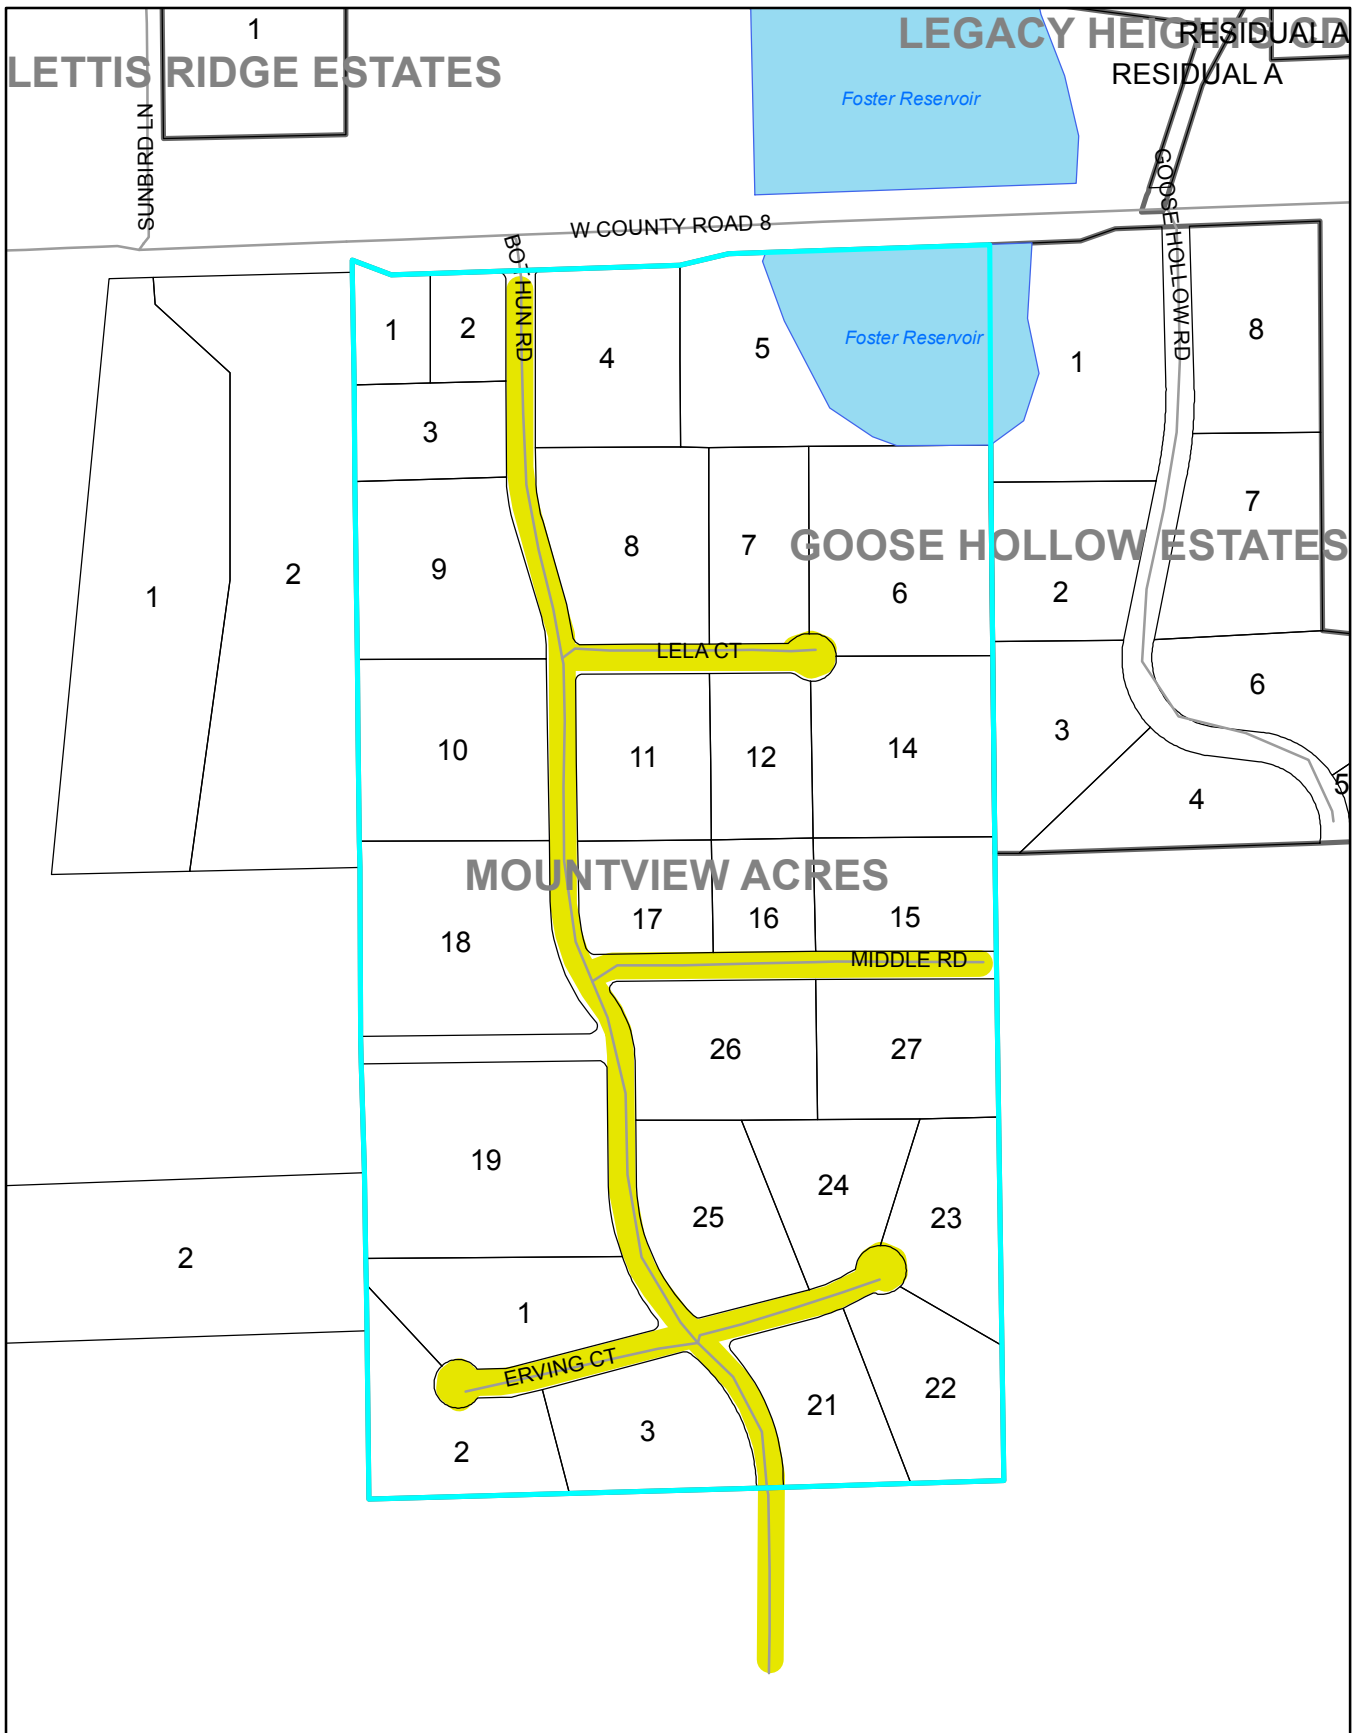 1
LEGACY HEIGHTS CD
RESIDUAL A
LETTIS RIDGE ESTATES
RESIDUAL A
Foster Reservoir
SUNBIRD LN
GOOSE HOLLOW RD
W COUNTY ROAD 8
BOTHUN RD
1
2
4
5
Foster Reservoir
1
8
3
7
8
7
GOOSE HOLLOW ESTATES
9
2
1
6
2
LELA CT
6
3
10
11
12
14
5
4
MOUNTVIEW ACRES
17
16
15
18
MIDDLE RD
26
27
19
24
25
23
2
1
ERVING CT
22
21
3
2